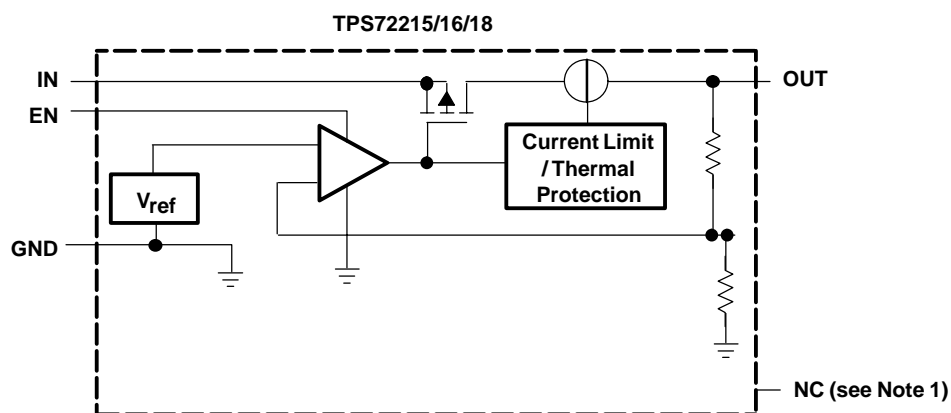 TPS72215/16/18
IN
OUT
EN
Current Limit
/ Thermal
Protection
Vref
GND
NC (see Note 1)